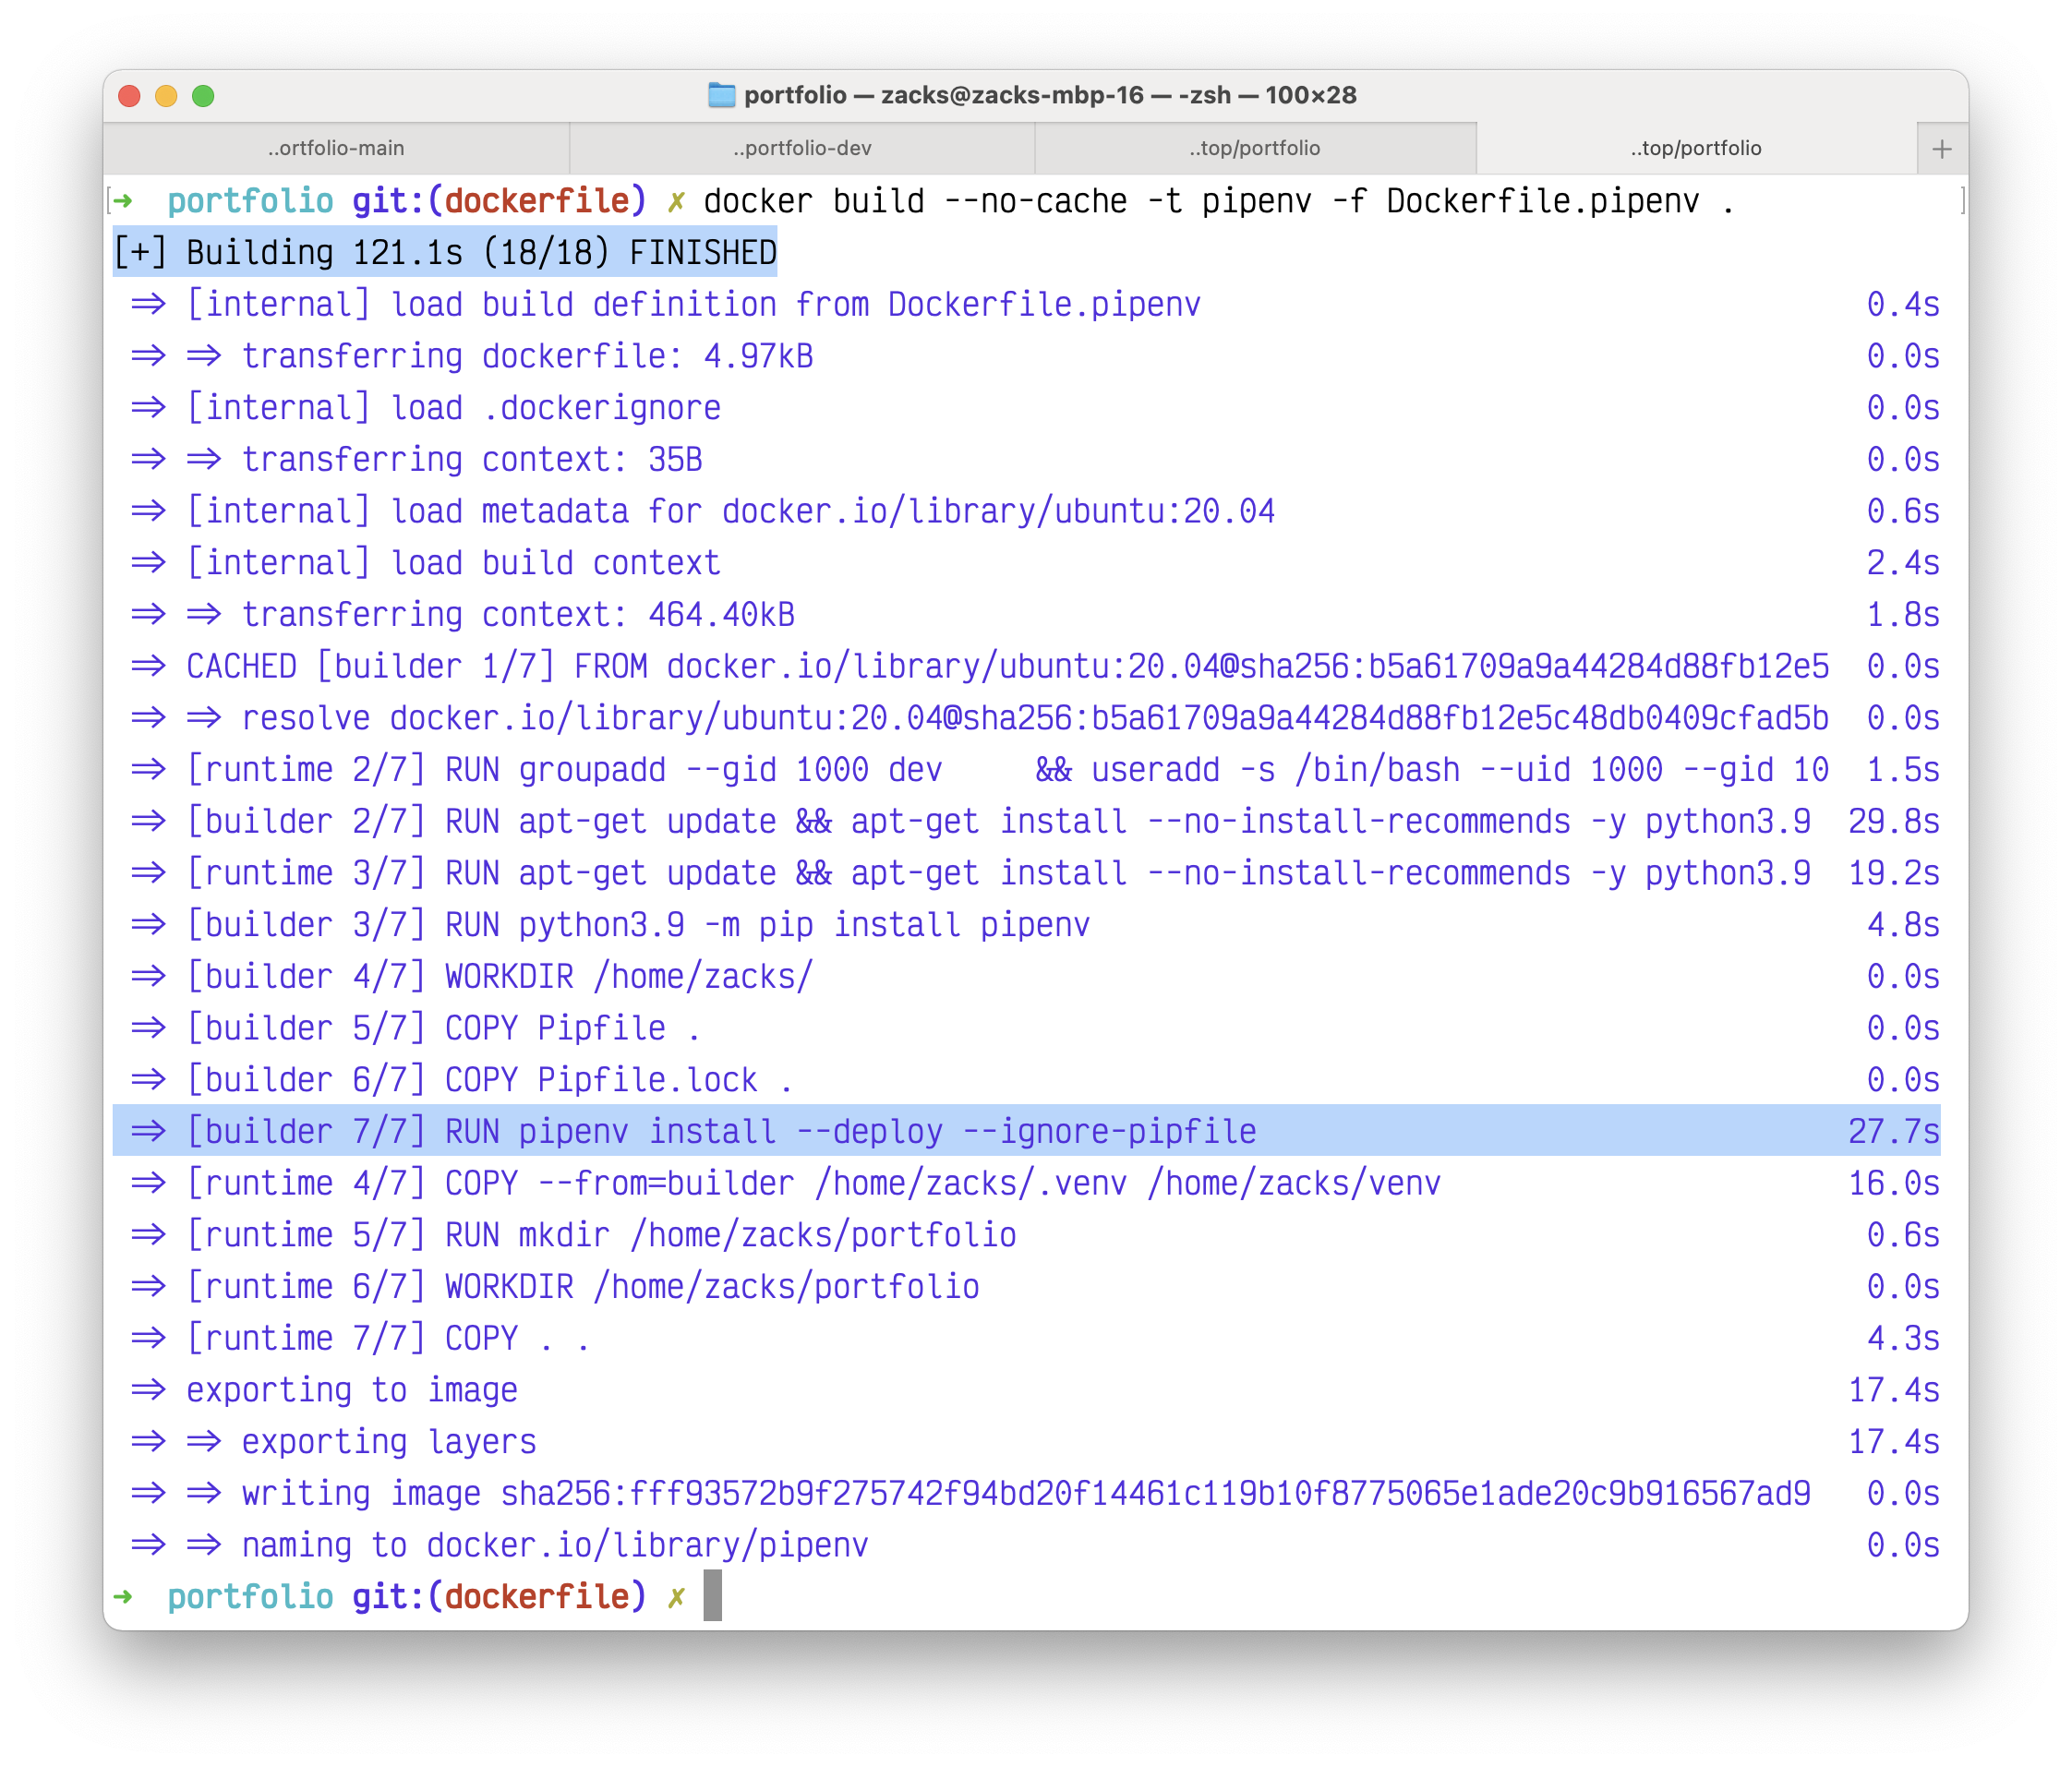 portfolio — zacks@zacks-mbp-16 — -zsh — 100×28
..ortfolio-main ..portfolio-dev ..top/portfolio ..top/portfolio +
[➜  portfolio git:(dockerfile) ✗ docker build --no-cache -t pipenv -f Dockerfile.pipenv . ]
[+] Building 121.1s (18/18) FINISHED
 => [internal] load build definition from Dockerfile.pipenv 0.4s
 => => transferring dockerfile: 4.97kB 0.0s
 => [internal] load .dockerignore 0.0s
 => => transferring context: 35B 0.0s
 => [internal] load metadata for docker.io/library/ubuntu:20.04 0.6s
 => [internal] load build context 2.4s
 => => transferring context: 464.40kB 1.8s
 => CACHED [builder 1/7] FROM docker.io/library/ubuntu:20.04@sha256:b5a61709a9a44284d88fb12e5 0.0s
 => => resolve docker.io/library/ubuntu:20.04@sha256:b5a61709a9a44284d88fb12e5c48db0409cfad5b 0.0s
 => [runtime 2/7] RUN groupadd --gid 1000 dev     && useradd -s /bin/bash --uid 1000 --gid 10 1.5s
 => [builder 2/7] RUN apt-get update && apt-get install --no-install-recommends -y python3.9 29.8s
 => [runtime 3/7] RUN apt-get update && apt-get install --no-install-recommends -y python3.9 19.2s
 => [builder 3/7] RUN python3.9 -m pip install pipenv 4.8s
 => [builder 4/7] WORKDIR /home/zacks/ 0.0s
 => [builder 5/7] COPY Pipfile . 0.0s
 => [builder 6/7] COPY Pipfile.lock . 0.0s
 => [builder 7/7] RUN pipenv install --deploy --ignore-pipfile 27.7s
 => [runtime 4/7] COPY --from=builder /home/zacks/.venv /home/zacks/venv 16.0s
 => [runtime 5/7] RUN mkdir /home/zacks/portfolio 0.6s
 => [runtime 6/7] WORKDIR /home/zacks/portfolio 0.0s
 => [runtime 7/7] COPY . . 4.3s
 => exporting to image 17.4s
 => => exporting layers 17.4s
 => => writing image sha256:fff93572b9f275742f94bd20f14461c119b10f8775065e1ade20c9b916567ad9 0.0s
 => => naming to docker.io/library/pipenv 0.0s
➜  portfolio git:(dockerfile) ✗